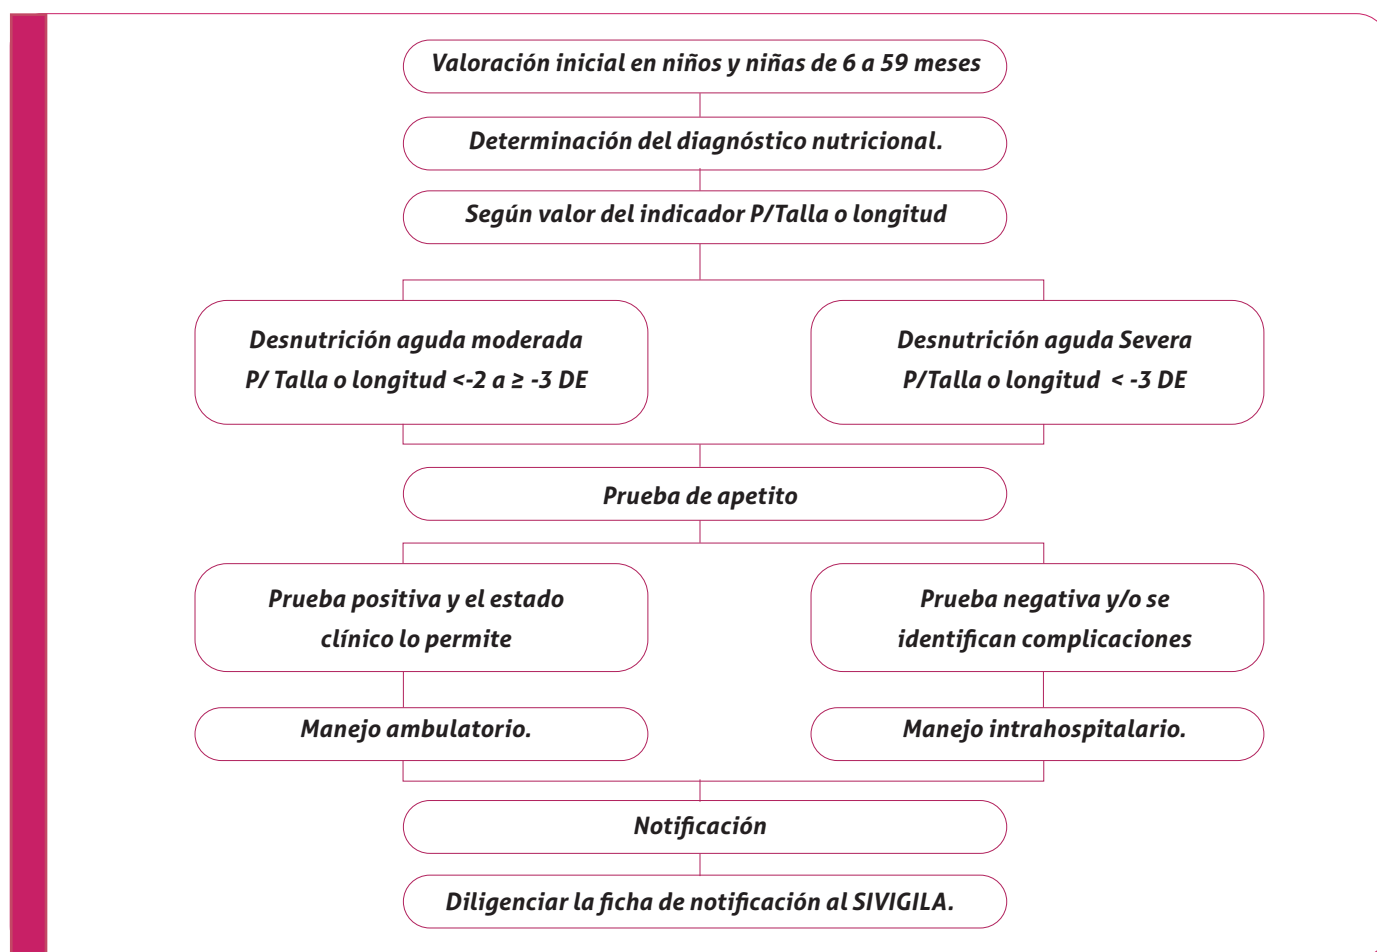 Valoración inicial en niños y niñas de 6 a 59 meses
Determinación del diagnóstico nutricional.
Según valor del indicador P/Talla o longitud
Desnutrición aguda moderada
P/ Talla o longitud <-2 a ≥ -3 DE
Desnutrición aguda Severa
P/Talla o longitud < -3 DE
Prueba de apetito
Prueba positiva y el estado
clínico lo permite
Prueba negativa y/o se
identifican complicaciones
Manejo ambulatorio.
Manejo intrahospitalario.
Notificación
Diligenciar la ficha de notificación al SIVIGILA.